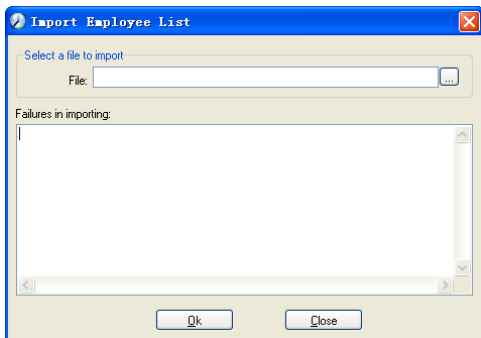 Import Employee List
Select a file to import
File:
...
Failures in importing:
Ok
Close